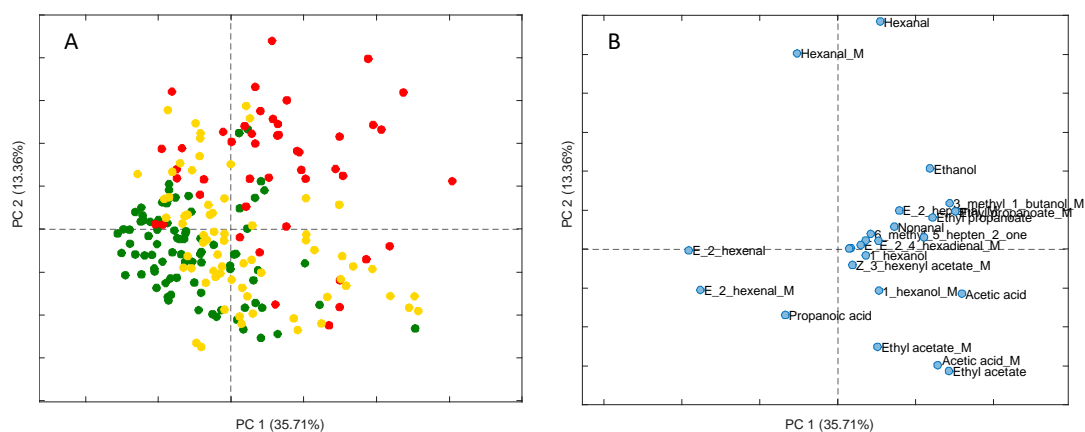 A
PC 2 (13.36%)
PC 1 (35.71%)
B
PC 2 (13.36%)
Hexanal
Hexanal_M
Ethanol
3_methyl_1_butanol_M
Ethyl propanoate
Nonanal
5_hepten_2_one
E_E_2_4_hexadienal_M
E_2_hexenal
1_hexanol
Z_3_hexenyl acetate_M
E_2_hexenal_M
1_hexanol_M
Acetic acid
Propanoic acid
Ethyl acetate_M
Acetic acid_M
Ethyl acetate
PC 1 (35.71%)